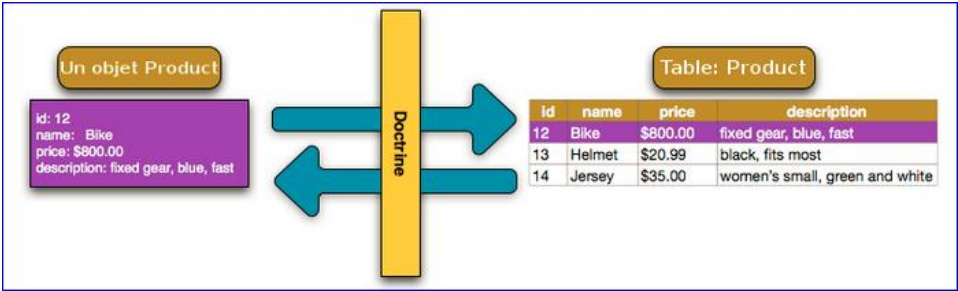 Un objet Product
id: 12
name: Bike
price: $800.00
description: fixed gear, blue, fast
Doctrine
Table: Product
id name price description
12 Bike $800.00 fixed gear, blue, fast
13 Helmet $20.99 black, fits most
14 Jersey $35.00 women's small, green and white